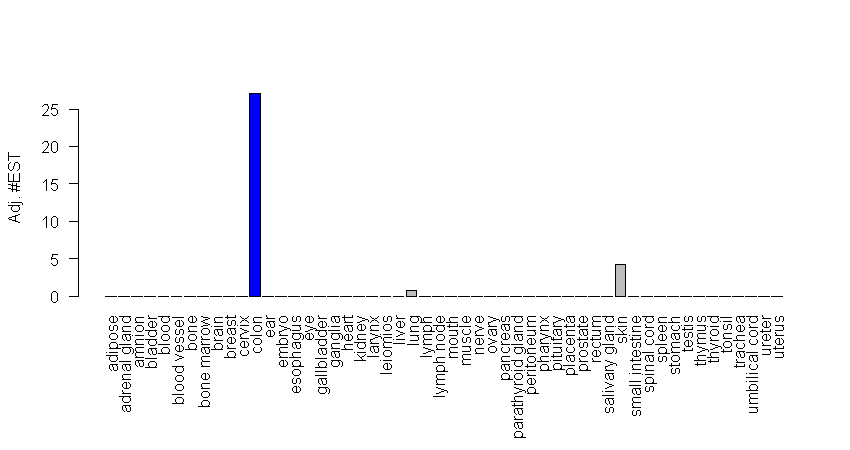 Adj. #EST
25
20
15
10
5
0
adipose
adrenal gland
amnion
bladder
blood
blood vessel
bone
bone marrow
brain
breast
cervix
colon
ear
embryo
esophagus
eye
gallbladder
ganglia
heart
kidney
larynx
leiomios
liver
lung
lymph
lymph node
mouth
muscle
nerve
ovary
pancreas
parathyroid gland
peritoneum
pharynx
pituitary
placenta
prostate
rectum
salivary gland
skin
small intestine
spinal cord
spleen
stomach
testis
thymus
thyroid
tonsil
trachea
umbilical cord
ureter
uterus